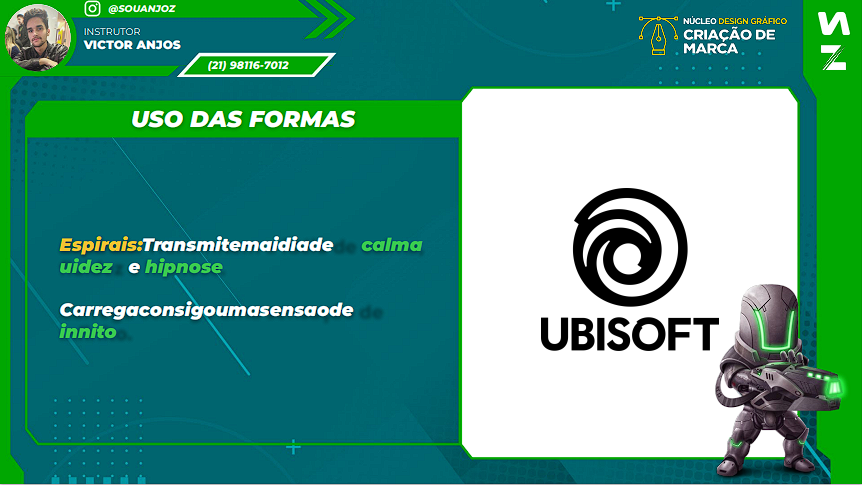 @SOUANJOZ
INSTRUTOR
VICTOR ANJOS
(21) 98116-7012
NÚCLEO DESIGN GRÁFICO
CRIAÇÃO DE
MARCA
USO DAS FORMAS
Espirais:Transmitemaidiade calma
uidez e hipnose
Carregaconsigoumasensaode
innito
UBISOFT